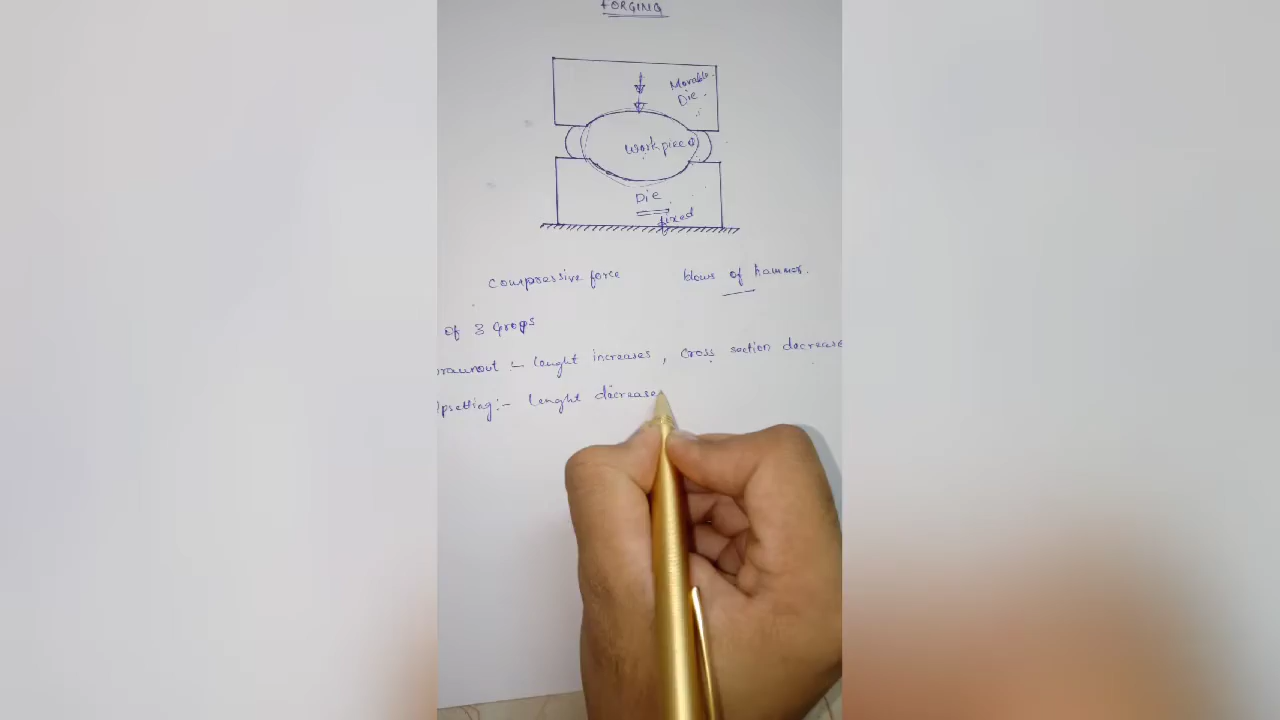 FORGING
Movable
Die
workpiece
Die
fixed
compressive force blows of hammer.
of 3 Grops
rawnout :- lenght increases, cross section decrease
psetting :- lenght decrease